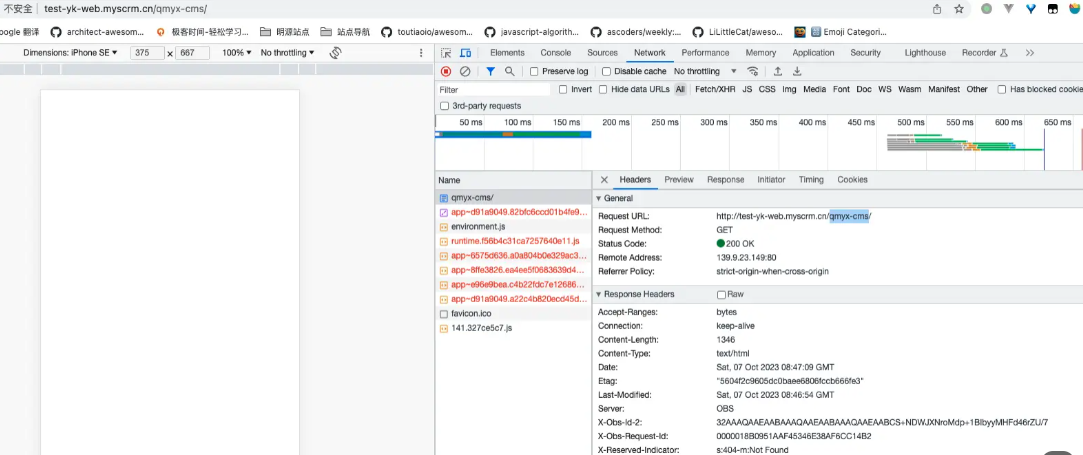 不安全 | test-yk-web.myscrm.cn/qmyx-cms/
oogle 翻译 architect-awesom... 极客时间-轻松学习... 明源站点 站点导航 toutiaoio/awesom... javascript-algorith... ascoders/weekly:... LiLittleCat/aweso... Emoji Categori...
Dimensions: iPhone SE ▼ 375 × 667 100% ▼ No throttling ▼
Elements Console Sources Network Performance Memory Application Security Lighthouse Recorder
Preserve log Disable cache No throttling
Filter Invert Hide data URLs All Fetch/XHR JS CSS Img Media Font Doc WS Wasm Manifest Other Has blocked cookie
3rd-party requests
50 ms 100 ms 150 ms 200 ms 250 ms 300 ms 350 ms 400 ms 450 ms 500 ms 550 ms 600 ms 650 ms
Name
qmyx-cms/
app~d91a9049.82bfc6ccd01b4fe9...
environment.js
runtime.f56b4c31ca7257640e11.js
app~6575d636.a0a804b0e329ac3...
app~8ffe3826.ea4ee5f0683639d4...
app~e96e9bea.c4b22fdc7e12686...
app~d91a9049.a22c4b820ecd45d...
favicon.ico
141.327ce5c7.js
Headers Preview Response Initiator Timing Cookies
General
Request URL: http://test-yk-web.myscrm.cn/qmyx-cms/
Request Method: GET
Status Code: 200 OK
Remote Address: 139.9.23.149:80
Referrer Policy: strict-origin-when-cross-origin
Response Headers Raw
Accept-Ranges: bytes
Connection: keep-alive
Content-Length: 1346
Content-Type: text/html
Date: Sat, 07 Oct 2023 08:47:09 GMT
Etag: "5604f2c9605dc0baee6806fccb666fe3"
Last-Modified: Sat, 07 Oct 2023 08:46:54 GMT
Server: OBS
X-Obs-Id-2: 32AAAQAAEAABAAAQAAEAABAAAQAAEAABCS+NDWJXNroMdp+1BIbyyMHFd46rZU/7
X-Obs-Request-Id: 0000018B0951AAF45346E38AF6CC14B2
X-Reserved-Indicator: s:404-m:Not Found